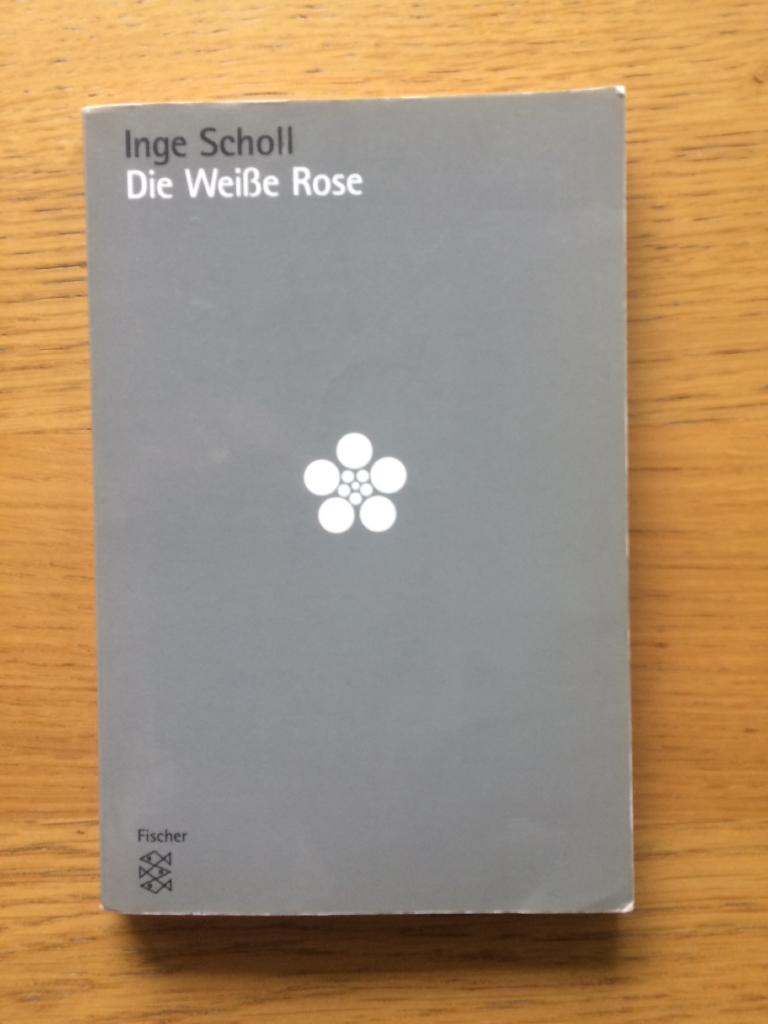 Inge Scholl
Die Weiße Rose
Fischer